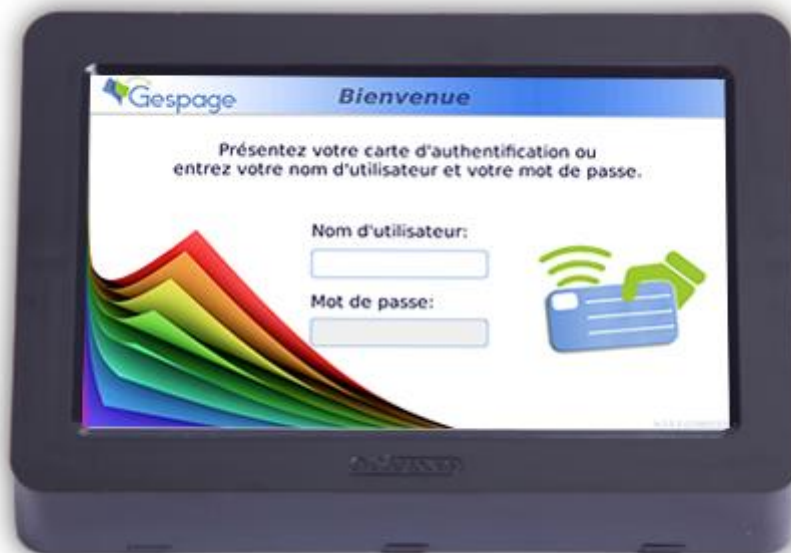 Gespage
Bienvenue
Présentez votre carte d'authentification ou
entrez votre nom d'utilisateur et votre mot de passe.
Nom d'utilisateur:
Mot de passe: